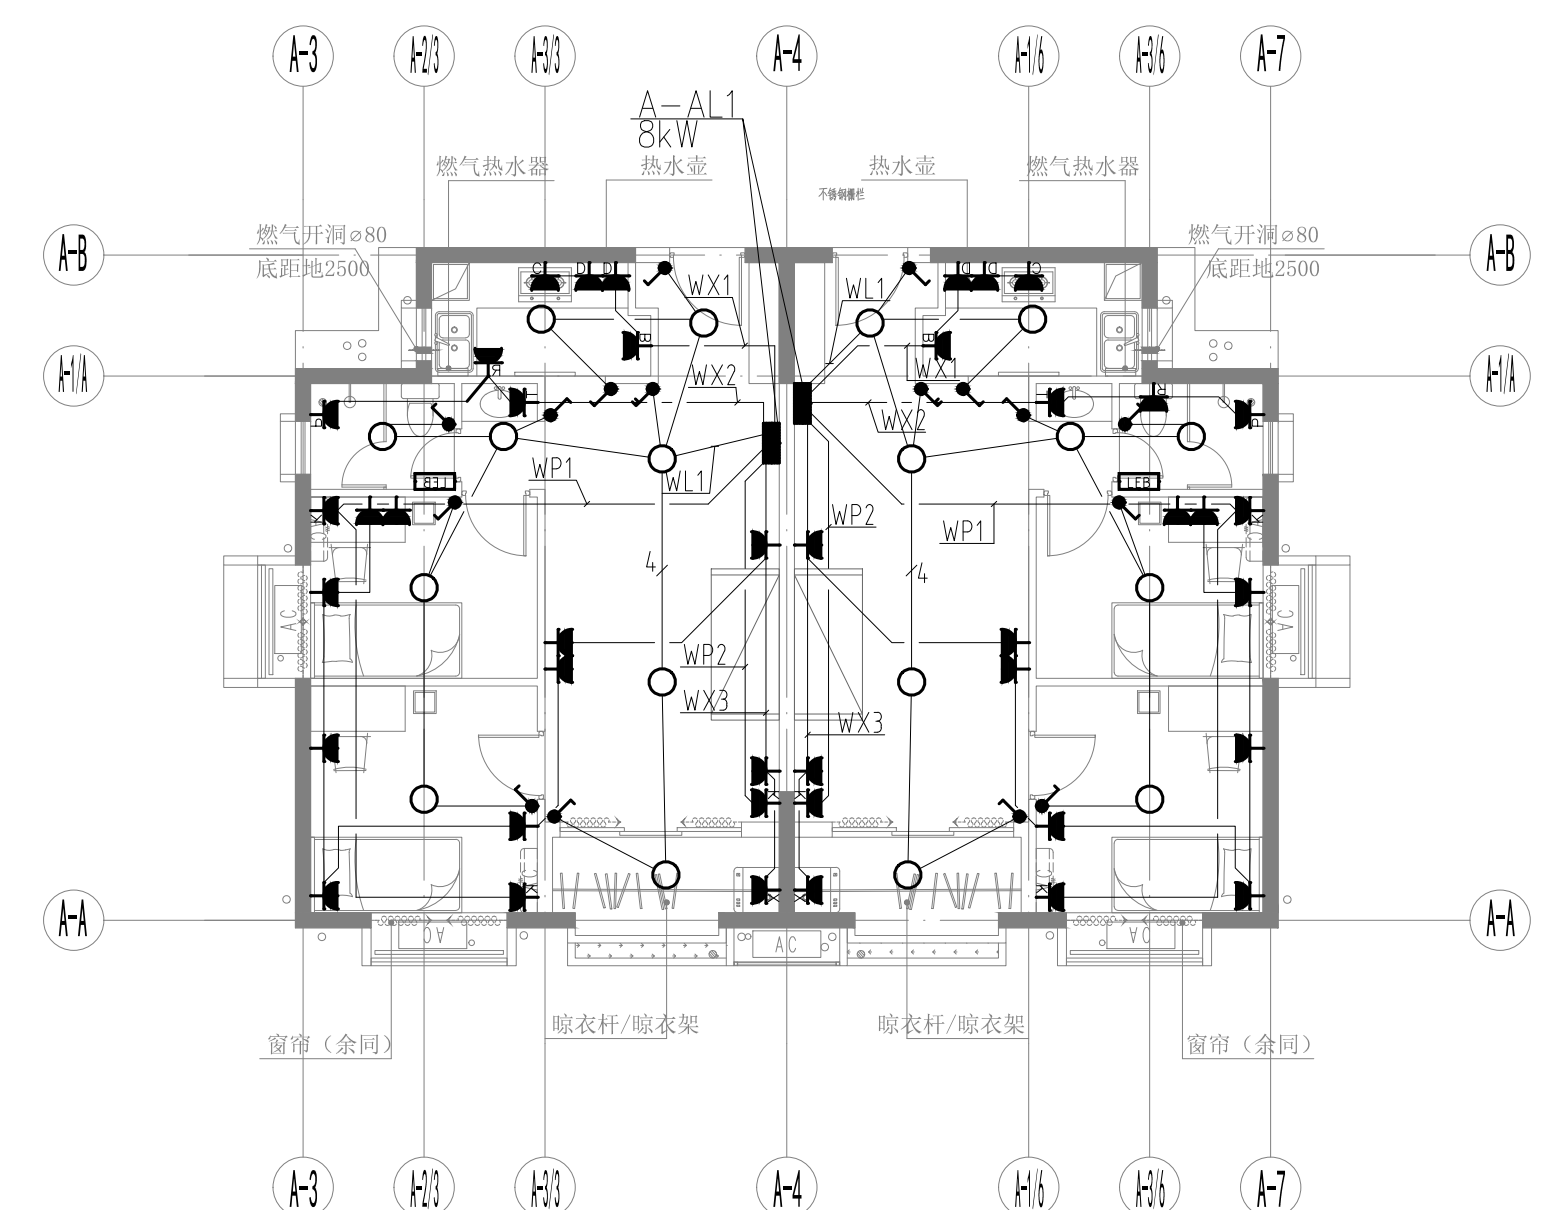 A-3 A-2/3 A-3/3 A-4 A-1/6 A-3/6 A-7
A-AL1
8kW
燃气热水器 热水壶 热水壶 燃气热水器
不锈钢栅栏
燃气开洞⌀80 燃气开洞⌀80
底距地2500 底距地2500
A-B A-B
C D D D D C
WX1 WL1
B B
A-1/A A-1/A
R WX2 WX1 R
P WX2 P
WP1 WL1
LEB LEB
K WP2 K
WP1
4 4
AC AC
WP2
WX3 WX3
K K K K
A-A A-A
AC AC AC
晾衣杆/晾衣架 晾衣杆/晾衣架
窗帘（余同） 窗帘（余同）
A-3 A-2/3 A-3/3 A-4 A-1/6 A-3/6 A-7